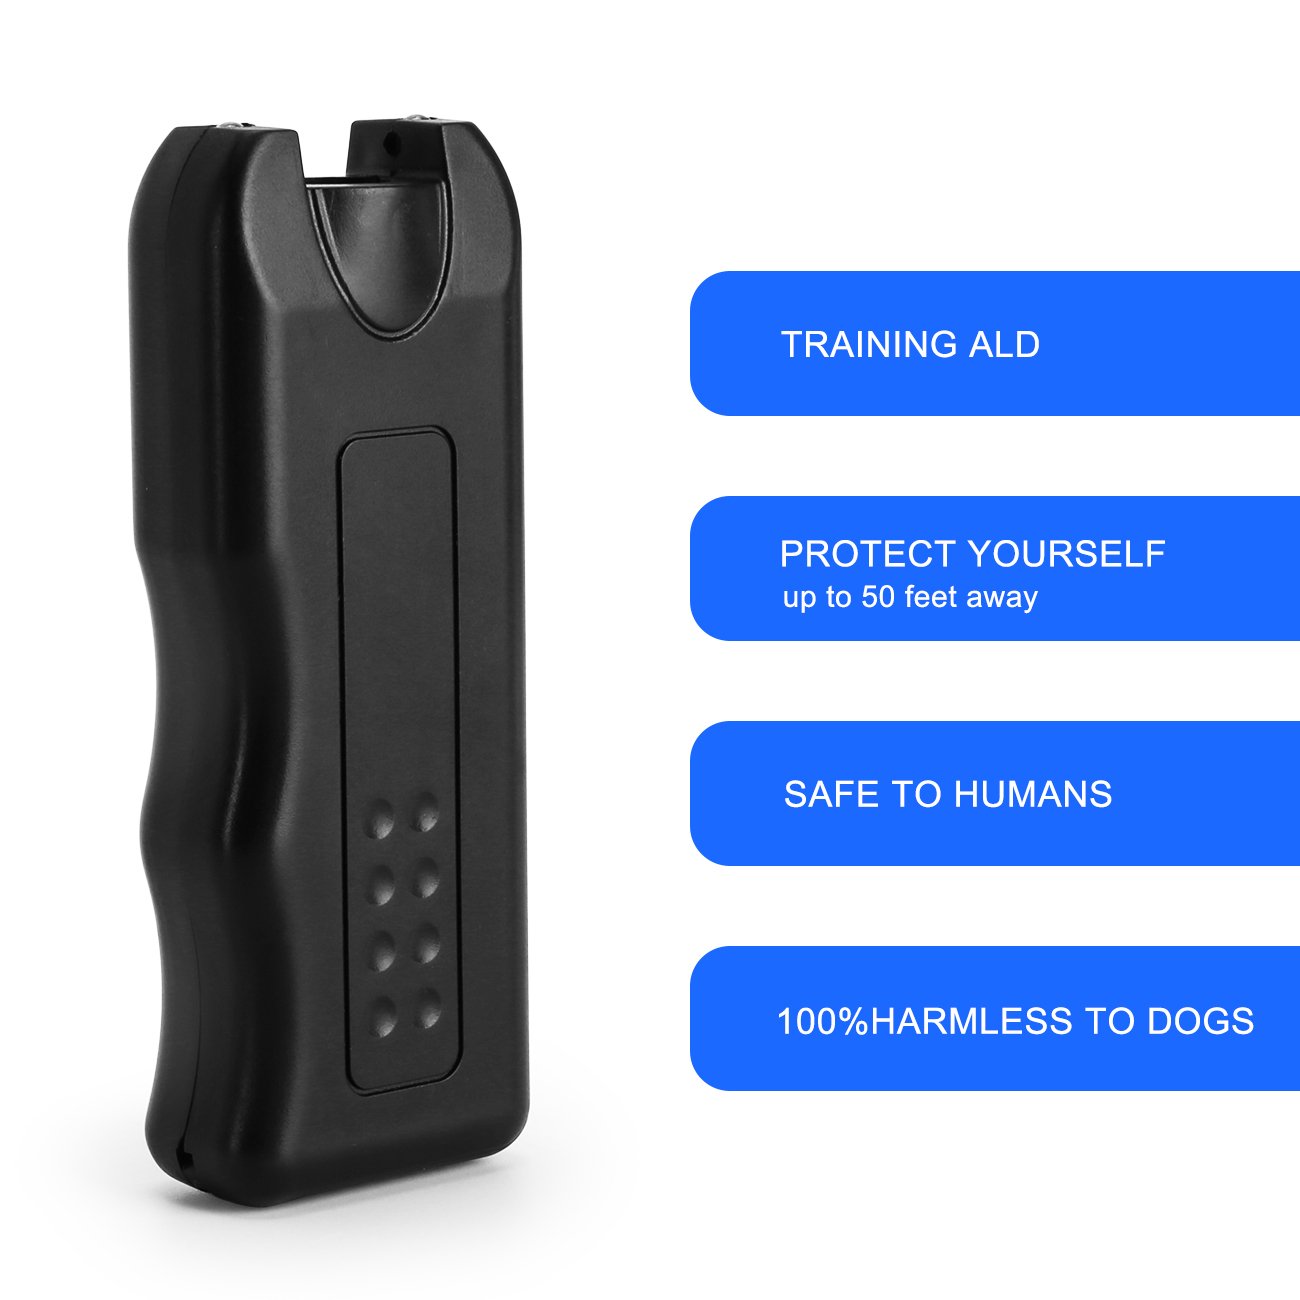 TRAINING ALD
PROTECT YOURSELF
up to 50 feet away
SAFE TO HUMANS
100%HARMLESS TO DOGS